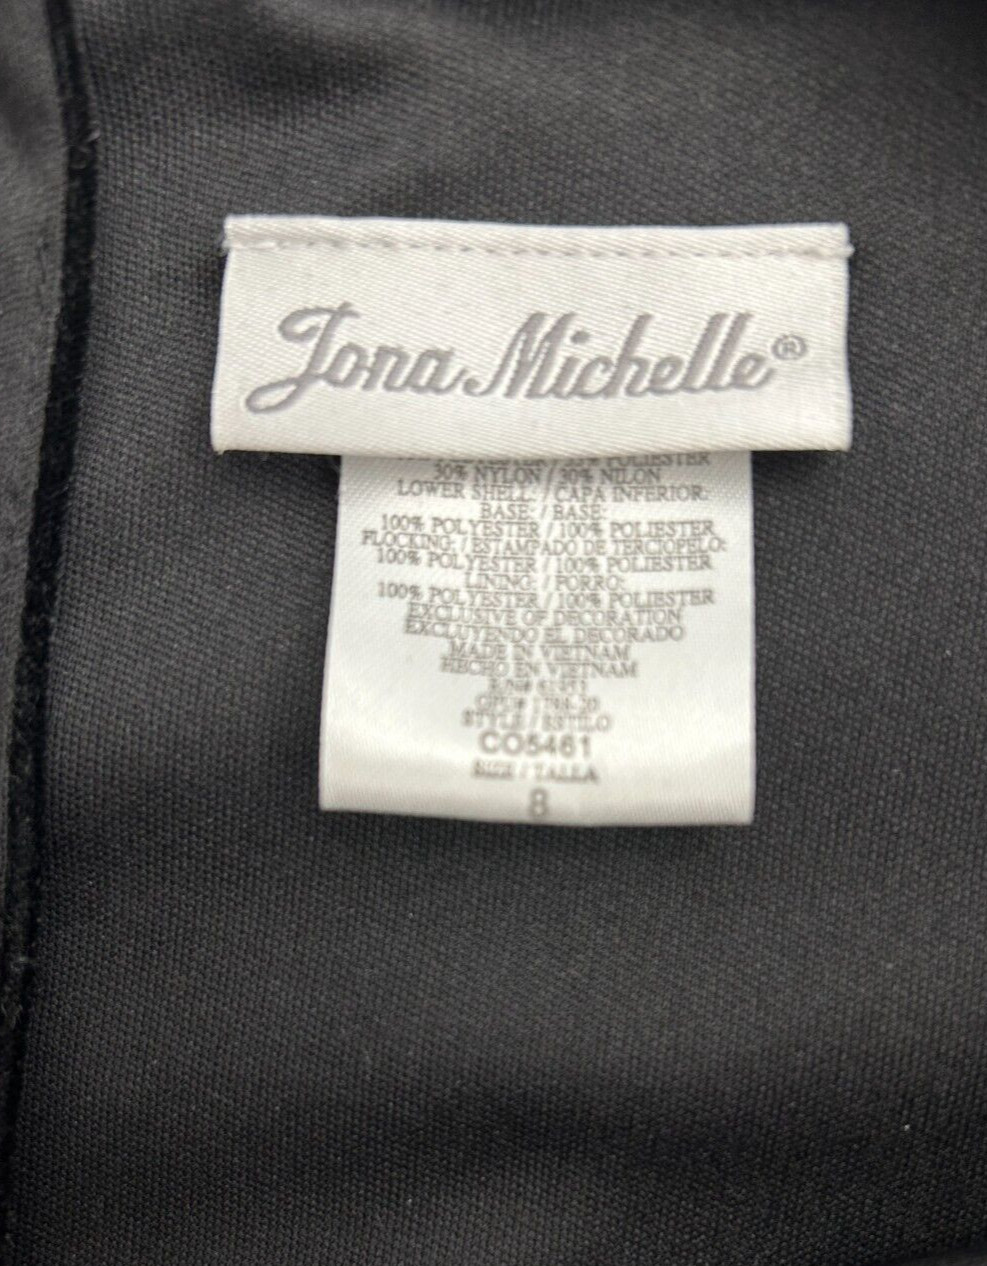 Jona Michelle®
POLYESTER
30% NYLON / 30% NILON
LOWER SHELL: / CAPA INFERIOR:
BASE: / BASE:
100% POLYESTER / 100% POLIESTER
FLOCKING: / ESTAMPADO DE TERCIOPELO:
100% POLYESTER / 100% POLIESTER
LINING: / FORRO:
100% POLYESTER / 100% POLIESTER
EXCLUSIVE OF DECORATION
EXCLUYENDO EL DECORADO
MADE IN VIETNAM
HECHO EN VIETNAM
STYLE / ESTILO
CO5461
SIZE / TALLA
8